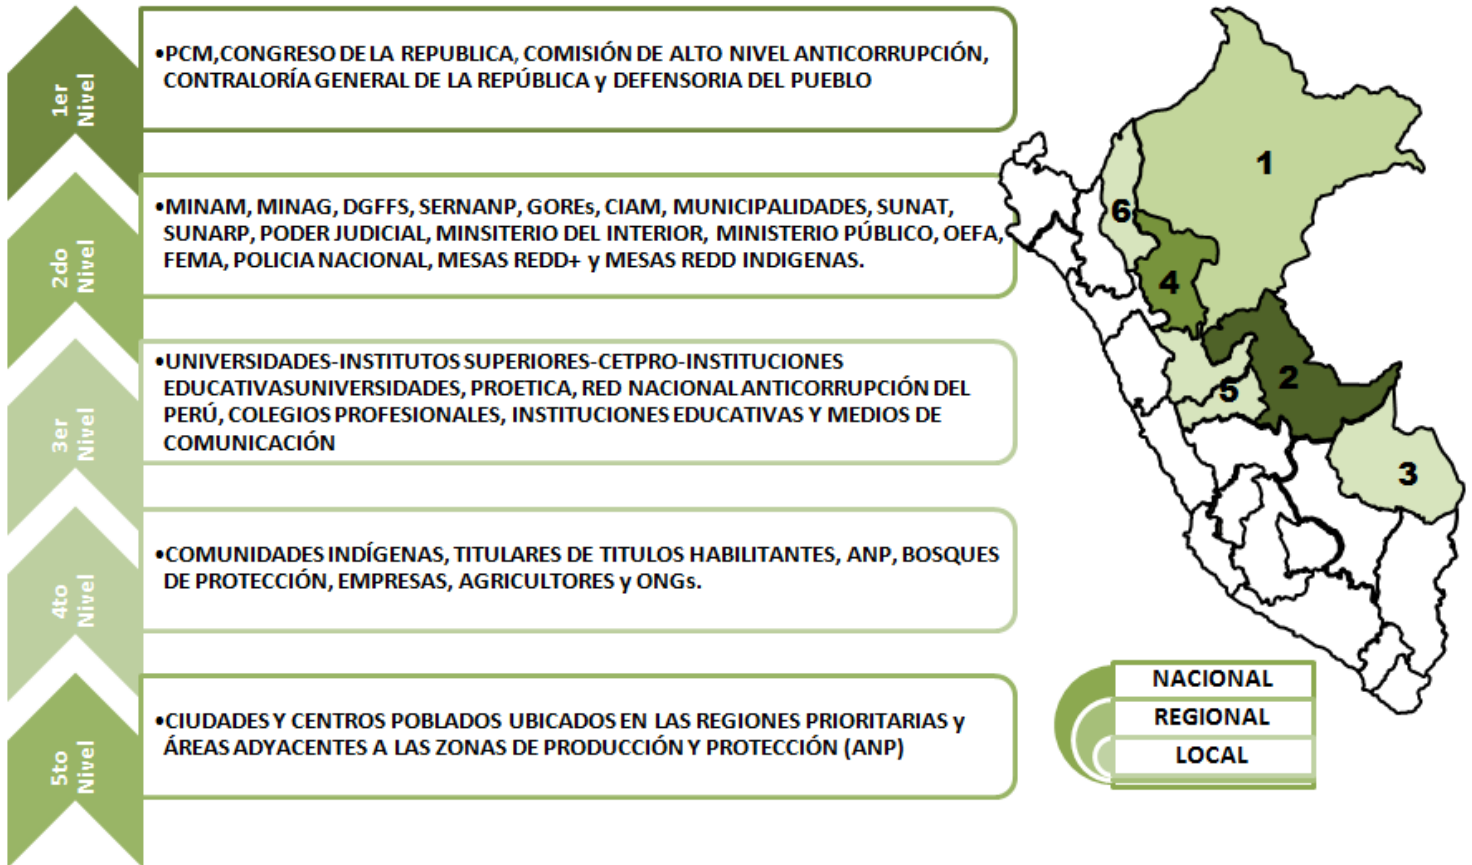 1er
Nivel
•PCM,CONGRESO DE LA REPUBLICA, COMISIÓN DE ALTO NIVEL ANTICORRUPCIÓN,
CONTRALORÍA GENERAL DE LA REPÚBLICA y DEFENSORIA DEL PUEBLO
2do
Nivel
•MINAM, MINAG, DGFFS, SERNANP, GOREs, CIAM, MUNICIPALIDADES, SUNAT,
SUNARP, PODER JUDICIAL, MINSITERIO DEL INTERIOR, MINISTERIO PÚBLICO, OEFA,
FEMA, POLICIA NACIONAL, MESAS REDD+ y MESAS REDD INDIGENAS.
3er
Nivel
•UNIVERSIDADES-INSTITUTOS SUPERIORES-CETPRO-INSTITUCIONES
EDUCATIVASUNIVERSIDADES, PROETICA, RED NACIONAL ANTICORRUPCIÓN DEL
PERÚ, COLEGIOS PROFESIONALES, INSTITUCIONES EDUCATIVAS Y MEDIOS DE
COMUNICACIÓN
4to
Nivel
•COMUNIDADES INDÍGENAS, TITULARES DE TITULOS HABILITANTES, ANP, BOSQUES
DE PROTECCIÓN, EMPRESAS, AGRICULTORES y ONGs.
5to
Nivel
•CIUDADES Y CENTROS POBLADOS UBICADOS EN LAS REGIONES PRIORITARIAS y
ÁREAS ADYACENTES A LAS ZONAS DE PRODUCCIÓN Y PROTECCIÓN (ANP)
1
6
4
2
5
3
NACIONAL
REGIONAL
LOCAL